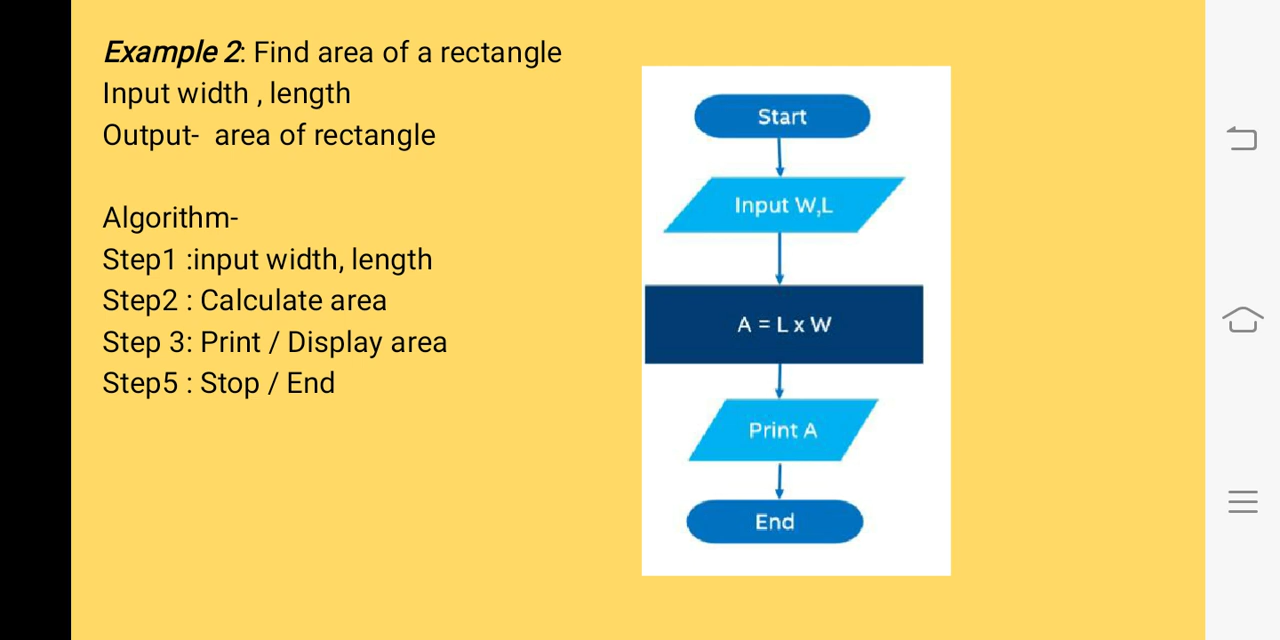 Example 2: Find area of a rectangle
Input width , length
Output-  area of rectangle
Algorithm-
Step1 :input width, length
Step2 : Calculate area
Step 3: Print / Display area
Step5 : Stop / End
Start
Input W,L
A = L x W
Print A
End